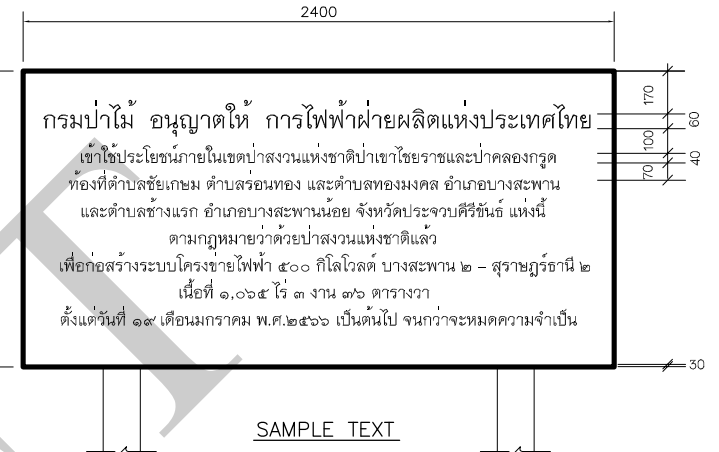 2400
กรมป่าไม้ อนุญาตให้ การไฟฟ้าฝ่ายผลิตแห่งประเทศไทย
เข้าใช้ประโยชน์ภายในเขตป่าสงวนแห่งชาติป่าเขาไชยราชและป่าคลองกรูด
ท้องที่ตำบลชัยเกษม ตำบลร่อนทอง และตำบลทองมงคล อำเภอบางสะพาน
และตำบลช้างแรก อำเภอบางสะพานน้อย จังหวัดประจวบคีรีขันธ์ แห่งนี้
ตามกฎหมายว่าด้วยป่าสงวนแห่งชาติแล้ว
เพื่อก่อสร้างระบบโครงข่ายไฟฟ้า ๕๐๐ กิโลโวลต์ บางสะพาน ๒ – สุราษฎร์ธานี ๒
เนื้อที่ ๑,๐๖๕ ไร่ ๓ งาน ๓๖ ตารางวา
ตั้งแต่วันที่ ๑๙ เดือนมกราคม พ.ศ.๒๕๖๖ เป็นต้นไป จนกว่าจะหมดความจำเป็น
170
60
100
40
70
30
SAMPLE TEXT